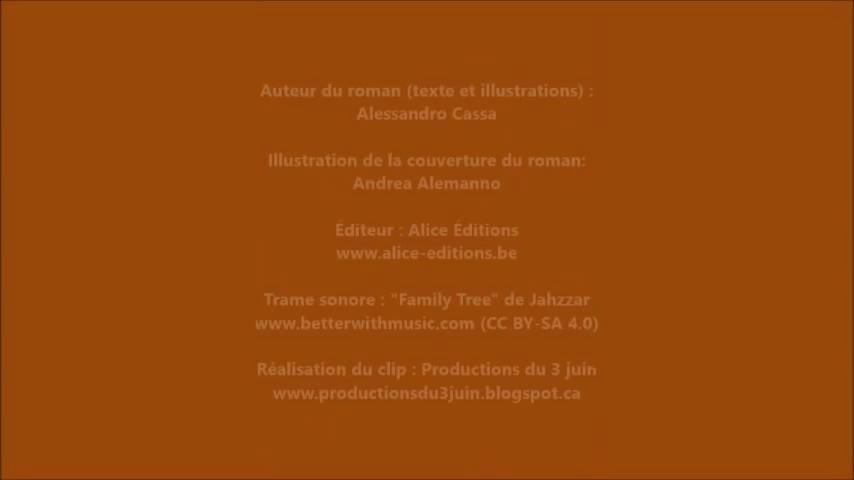 Auteur du roman (texte et illustrations) :
Alessandro Cassa
Illustration de la couverture du roman:
Andrea Alemanno
Éditeur : Alice Éditions
www.alice-editions.be
Trame sonore : "Family Tree" de Jahzzar
www.betterwithmusic.com (CC BY-SA 4.0)
Réalisation du clip : Productions du 3 juin
www.productionsdu3juin.blogspot.ca